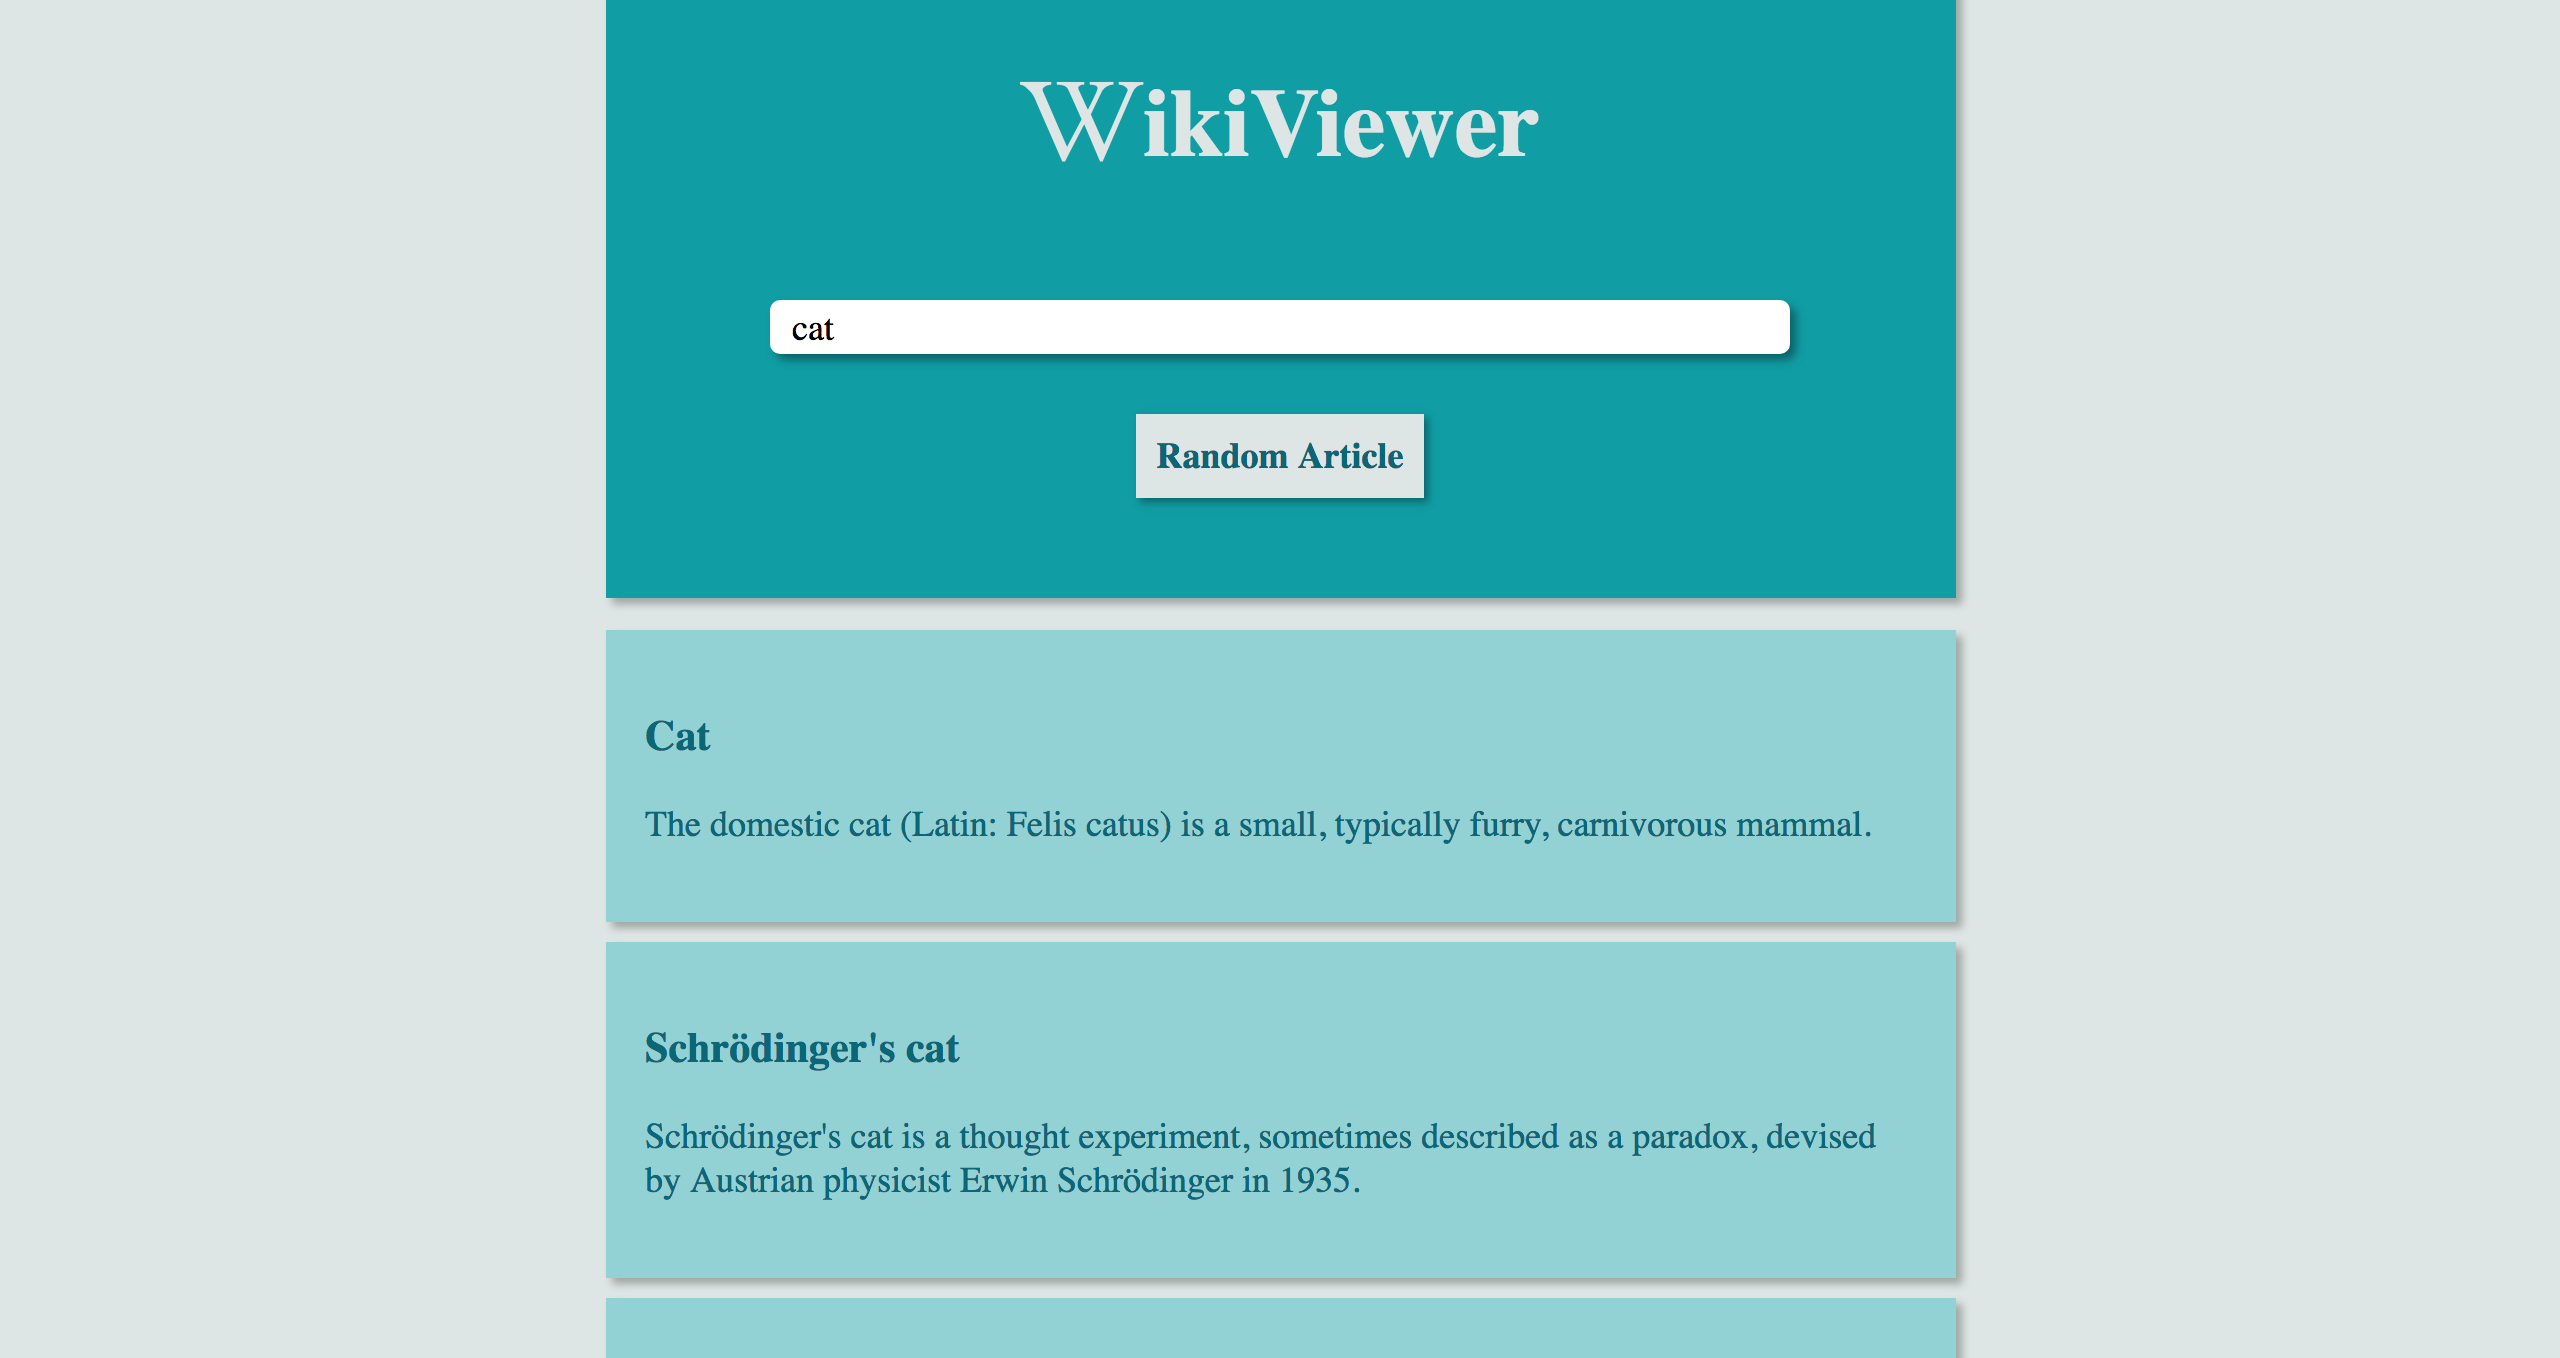 WikiViewer
cat
Random Article
Cat
The domestic cat (Latin: Felis catus) is a small, typically furry, carnivorous mammal.
Schrödinger's cat
Schrödinger's cat is a thought experiment, sometimes described as a paradox, devised
by Austrian physicist Erwin Schrödinger in 1935.